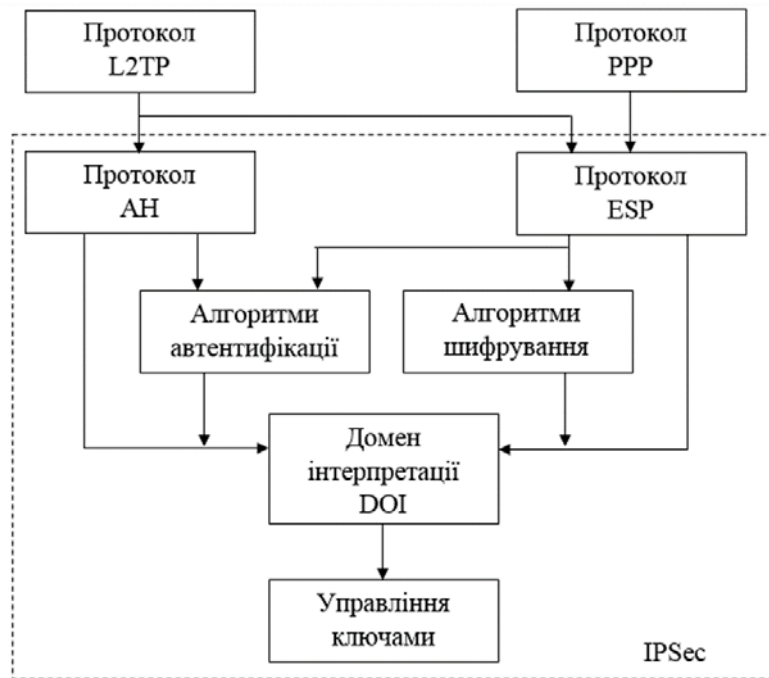 Протокол
L2TP
Протокол
PPP
Протокол
AH
Протокол
ESP
Алгоритми
автентифікації
Алгоритми
шифрування
Домен
інтерпретації
DOI
Управління
ключами
IPSec